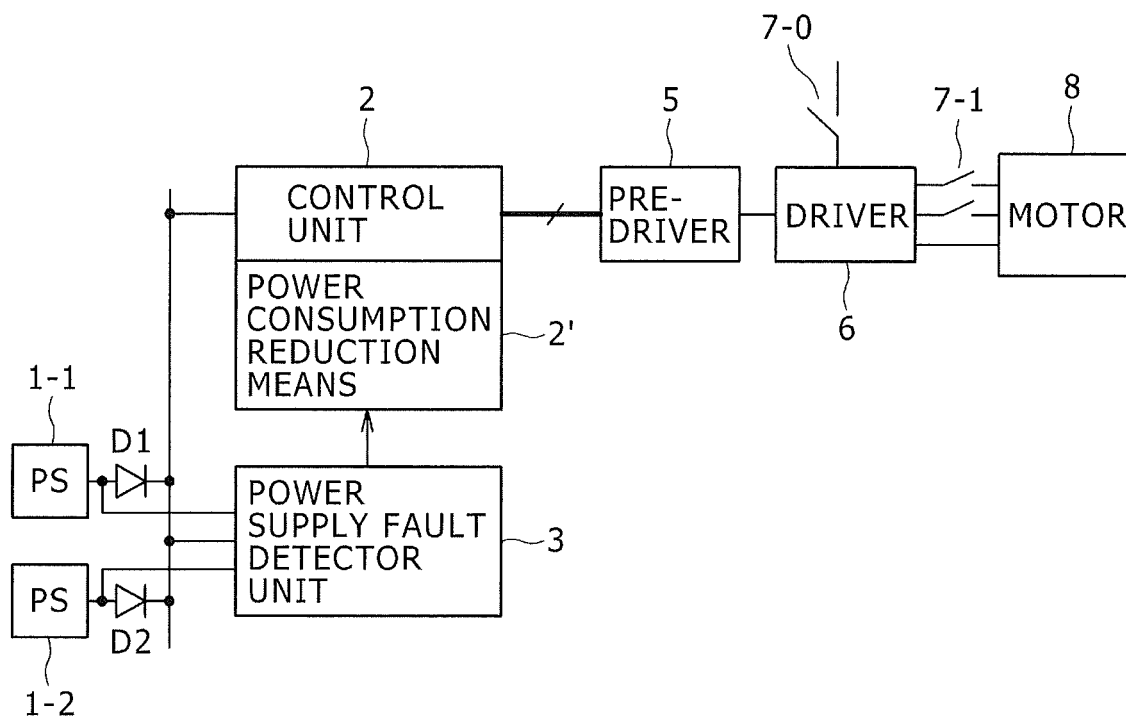 7-0
2
5
7-1
8
CONTROL
UNIT
PRE-
DRIVER
DRIVER
MOTOR
POWER
CONSUMPTION
REDUCTION
MEANS
2'
6
1-1
D1
PS
POWER
SUPPLY FAULT
DETECTOR
UNIT
3
PS
D2
1-2